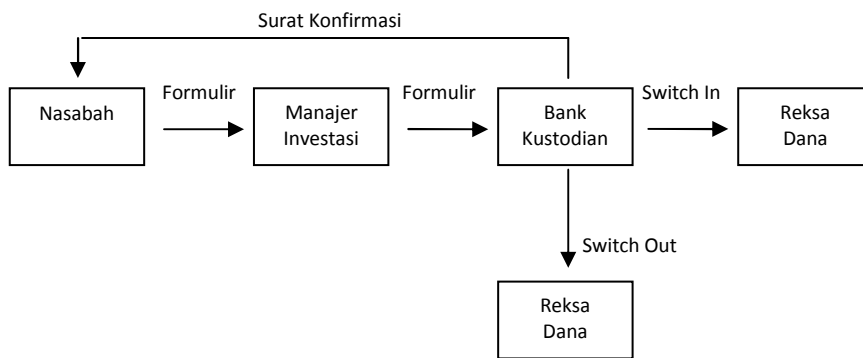 Surat Konfirmasi
Nasabah
Formulir
Manajer
Investasi
Formulir
Bank
Kustodian
Switch In
Reksa
Dana
Switch Out
Reksa
Dana